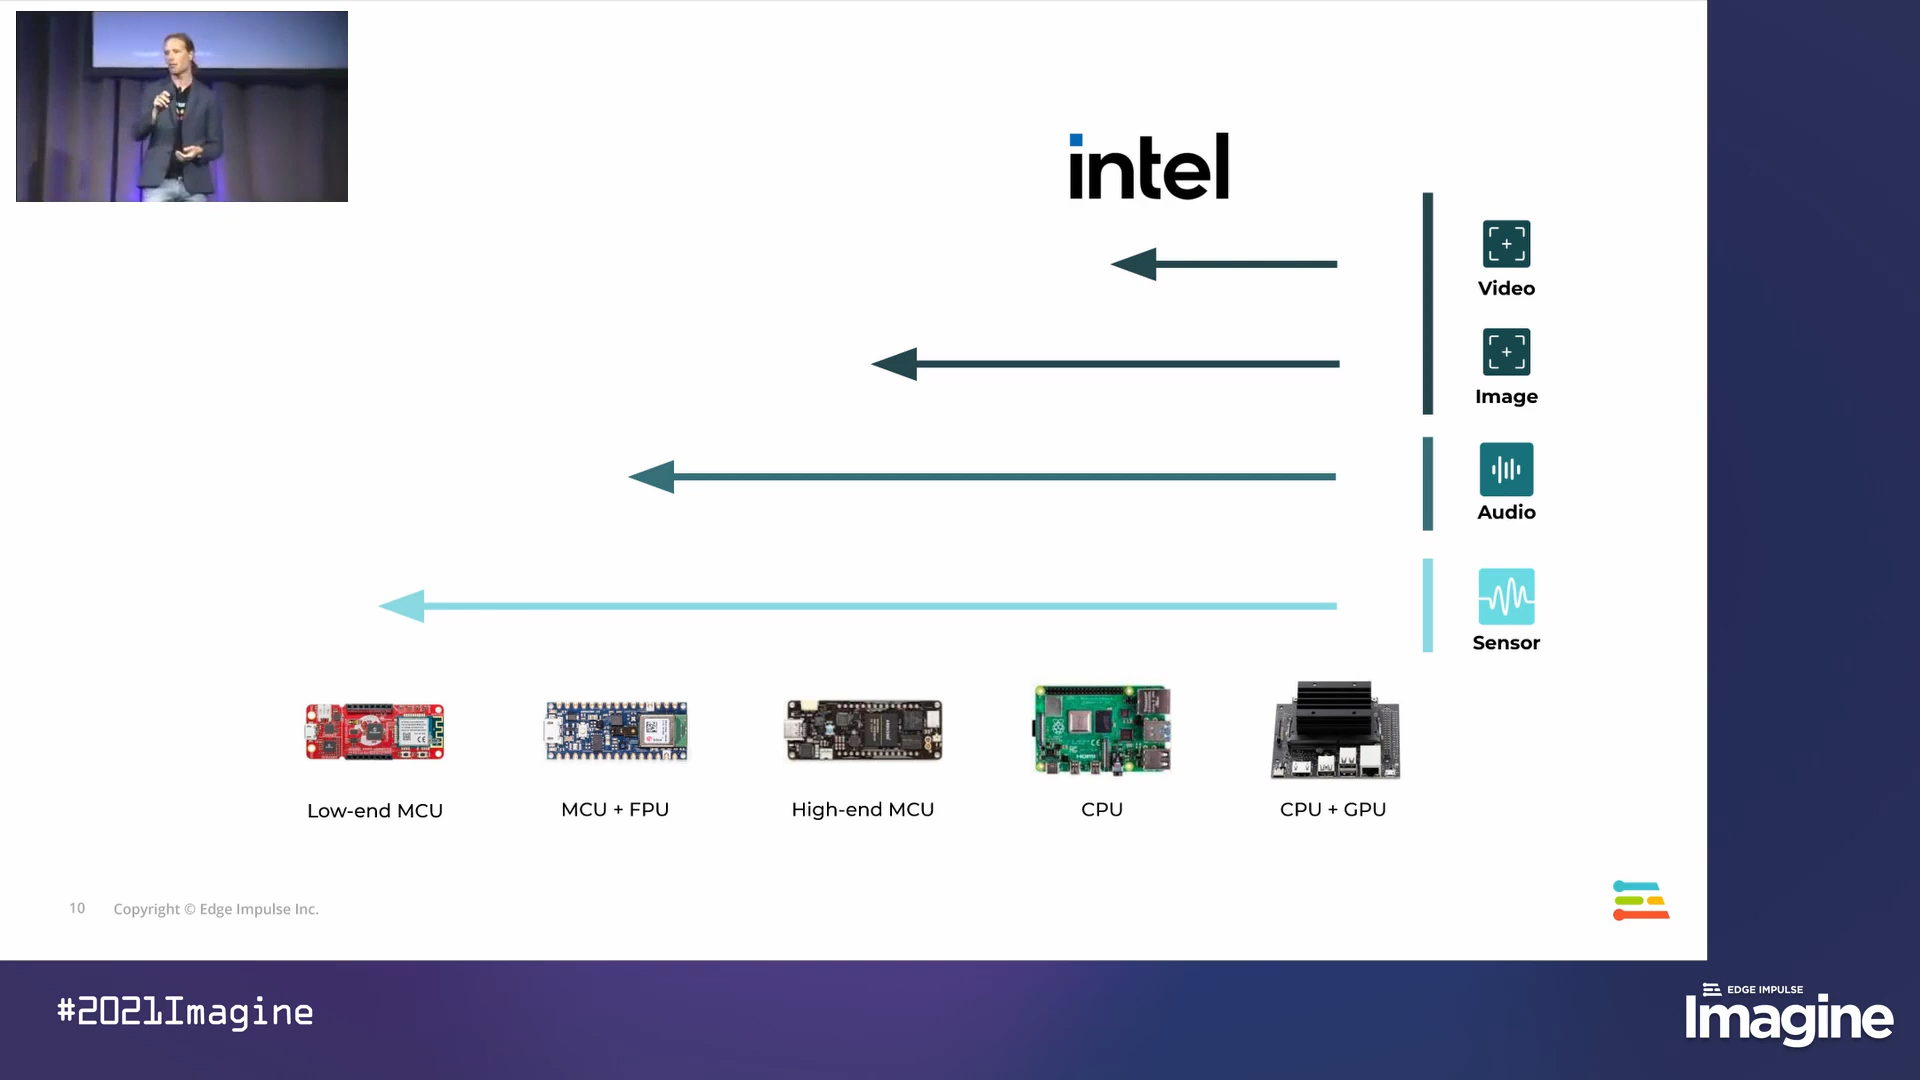 intel
Video
Image
Audio
Sensor
Low-end MCU
MCU + FPU
High-end MCU
CPU
CPU + GPU
10
Copyright © Edge Impulse Inc.
#2021Imagine
EDGE IMPULSE
Imagine